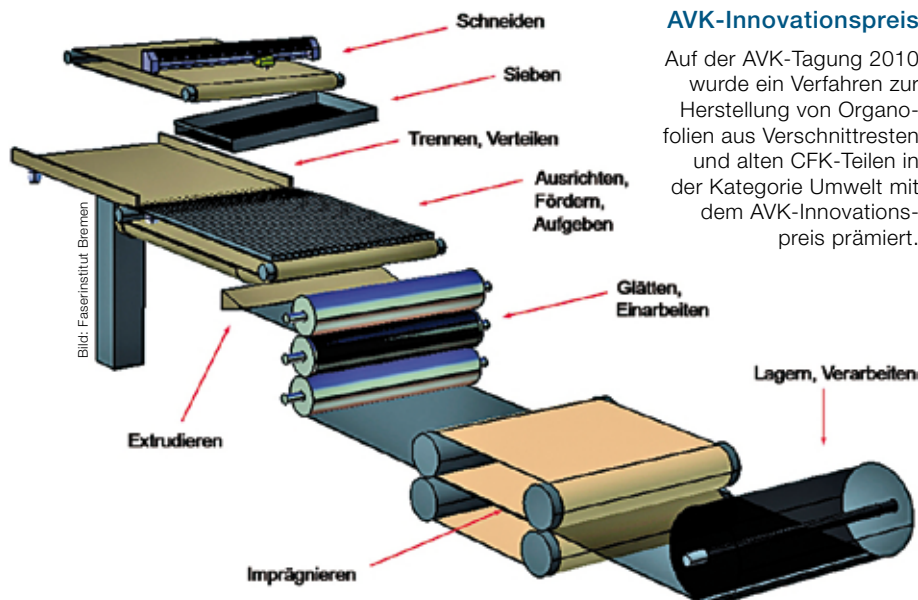 Schneiden
Sieben
Trennen, Verteilen
Ausrichten,
Fördern,
Aufgeben
Glätten,
Einarbeiten
Lagern, Verarbeiten
Extrudieren
Imprägnieren
Bild: Faserinstitut Bremen
AVK-Innovationspreis
Auf der AVK-Tagung 2010
wurde ein Verfahren zur
Herstellung von Organo-
folien aus Verschnittresten
und alten CFK-Teilen in
der Kategorie Umwelt mit
dem AVK-Innovations-
preis prämiert.